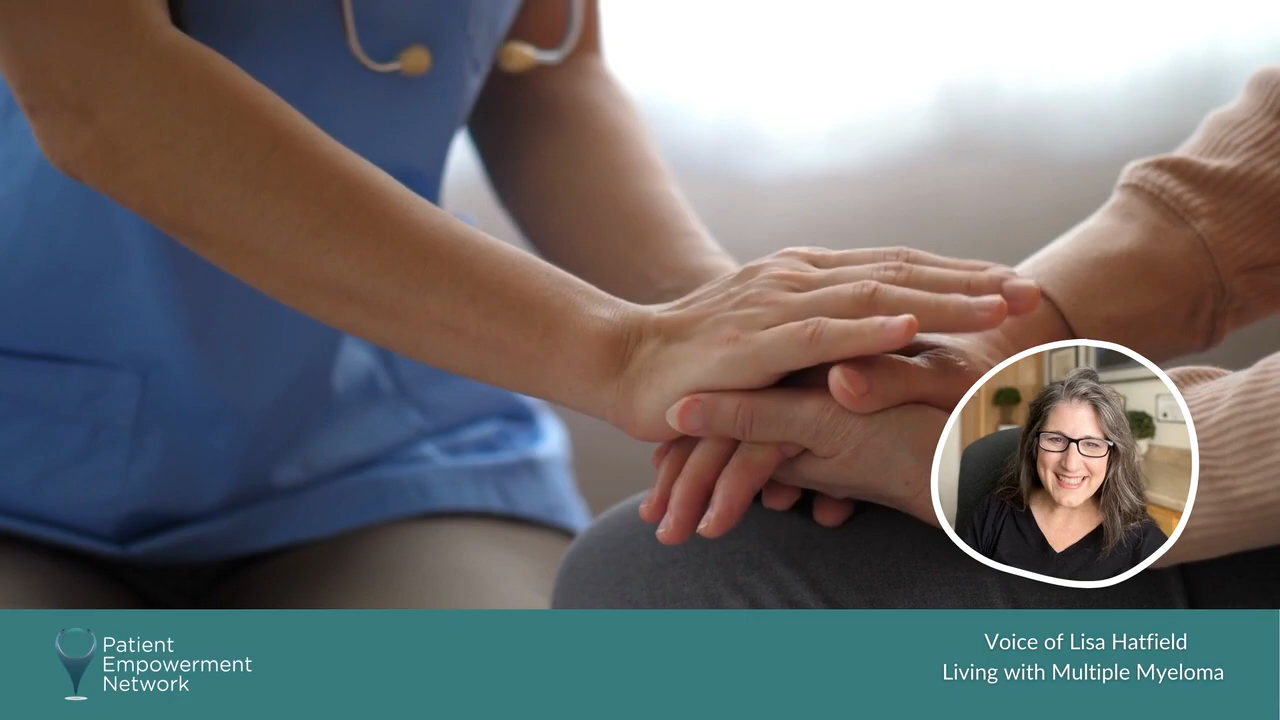 Patient
Empowerment
Network
Voice of Lisa Hatfield
Living with Multiple Myeloma